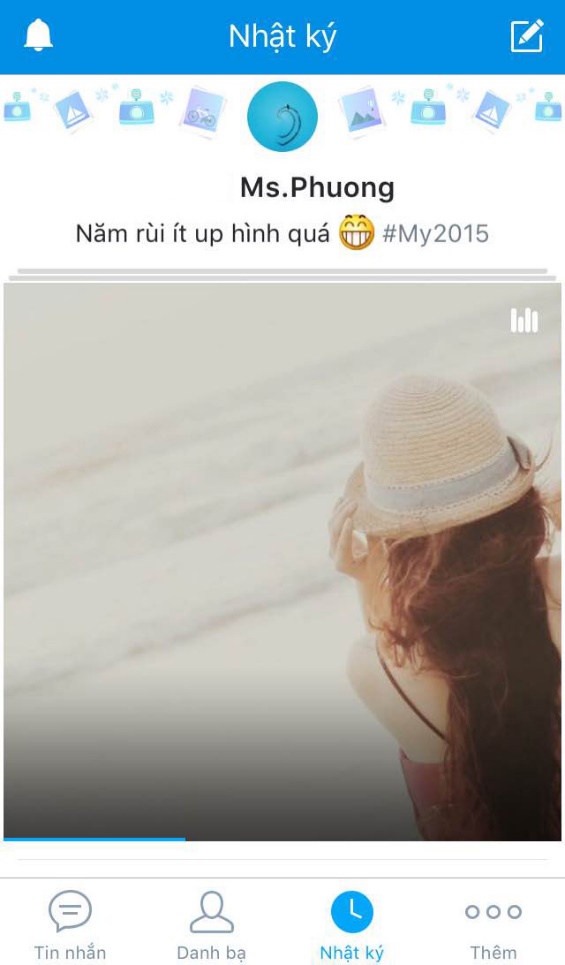 Nhật ký
Ms.Phuong
Năm rùi ít up hình quá 😁 #My2015
Tin nhắn
Danh bạ
Nhật ký
Thêm